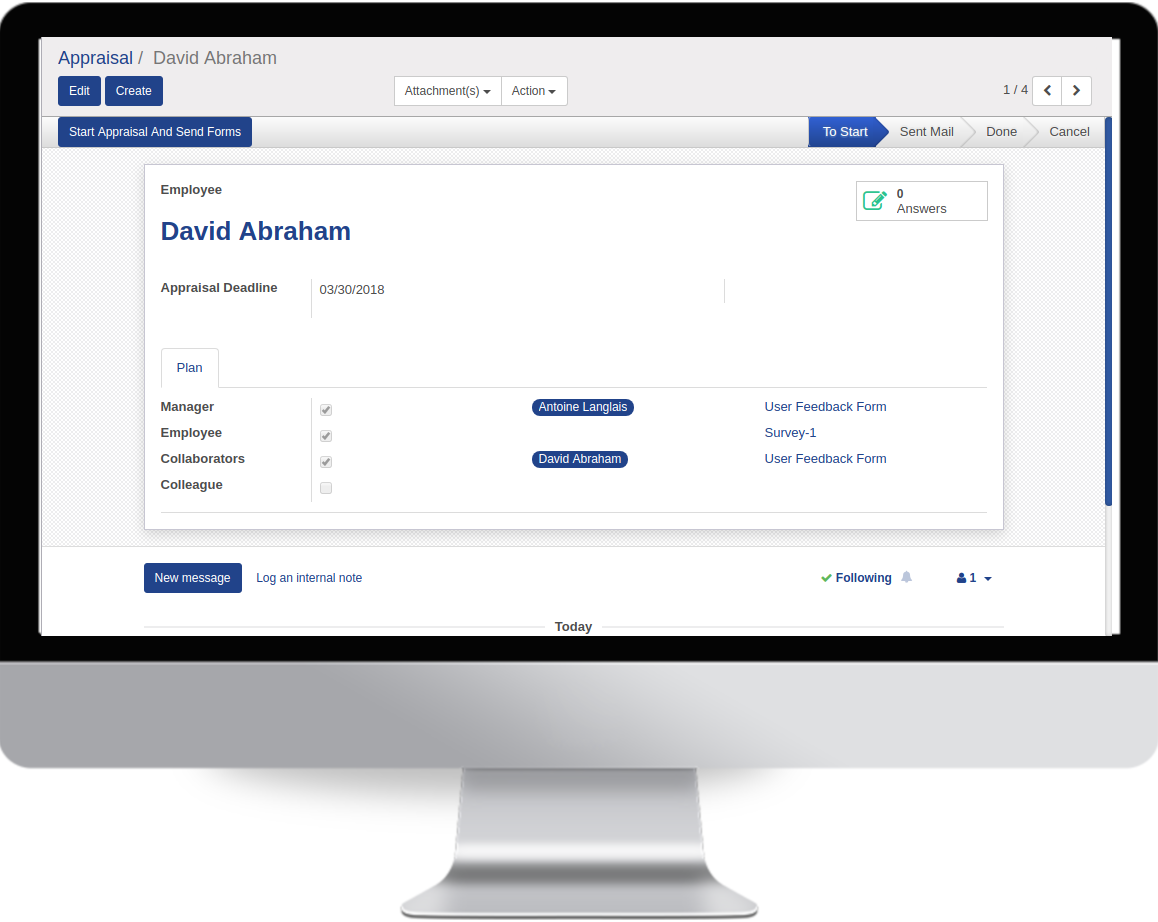 Appraisal / David Abraham
Edit Create Attachment(s) Action 1 / 4
Start Appraisal And Send Forms To Start Sent Mail Done Cancel
Employee
0
Answers
David Abraham
Appraisal Deadline 03/30/2018
Plan
Manager Antoine Langlais User Feedback Form
Employee Survey-1
Collaborators David Abraham User Feedback Form
Colleague
New message Log an internal note Following 1
Today